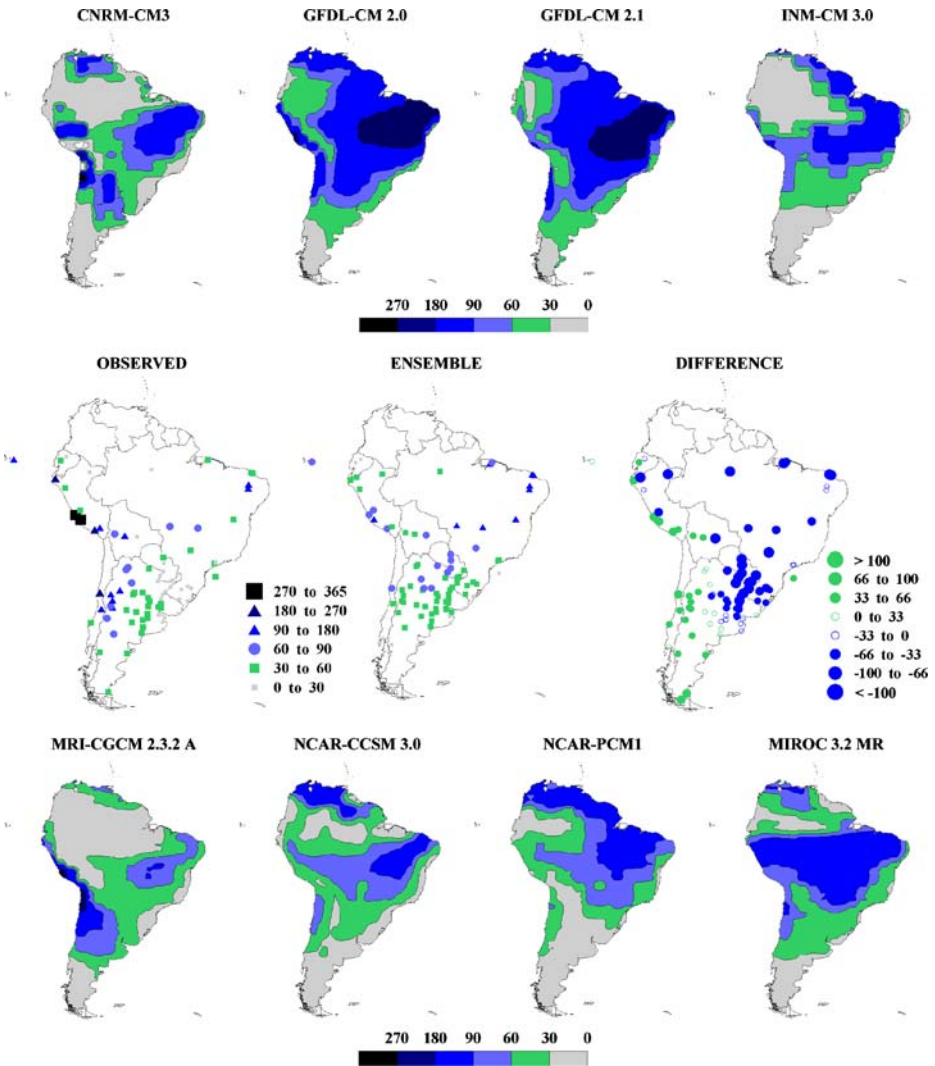 CNRM-CM3 GFDL-CM 2.0 GFDL-CM 2.1 INM-CM 3.0
270 180 90 60 30 0
OBSERVED ENSEMBLE DIFFERENCE
270 to 365
180 to 270
90 to 180
60 to 90
30 to 60
0 to 30
> 100
66 to 100
33 to 66
0 to 33
-33 to 0
-66 to -33
-100 to -66
< -100
MRI-CGCM 2.3.2 A NCAR-CCSM 3.0 NCAR-PCM1 MIROC 3.2 MR
270 180 90 60 30 0